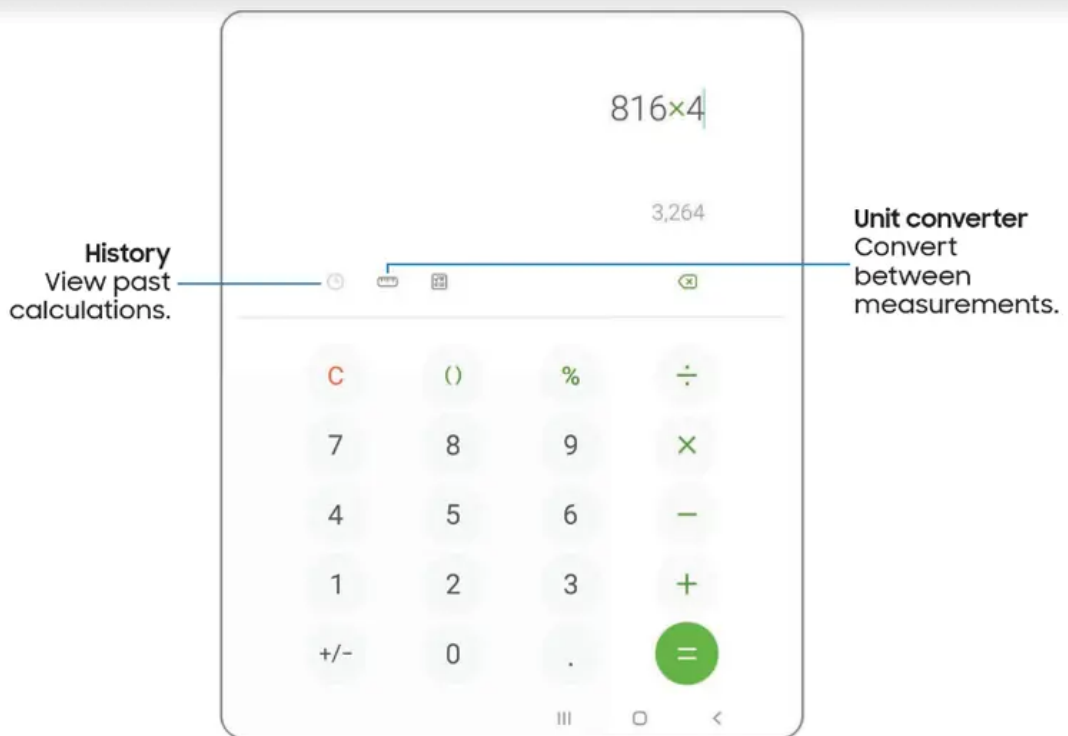 816×4
3,264
History
View past
calculations.
Unit converter
Convert
between
measurements.
C () % ÷
7 8 9 ×
4 5 6 −
1 2 3 +
+/− 0 . =